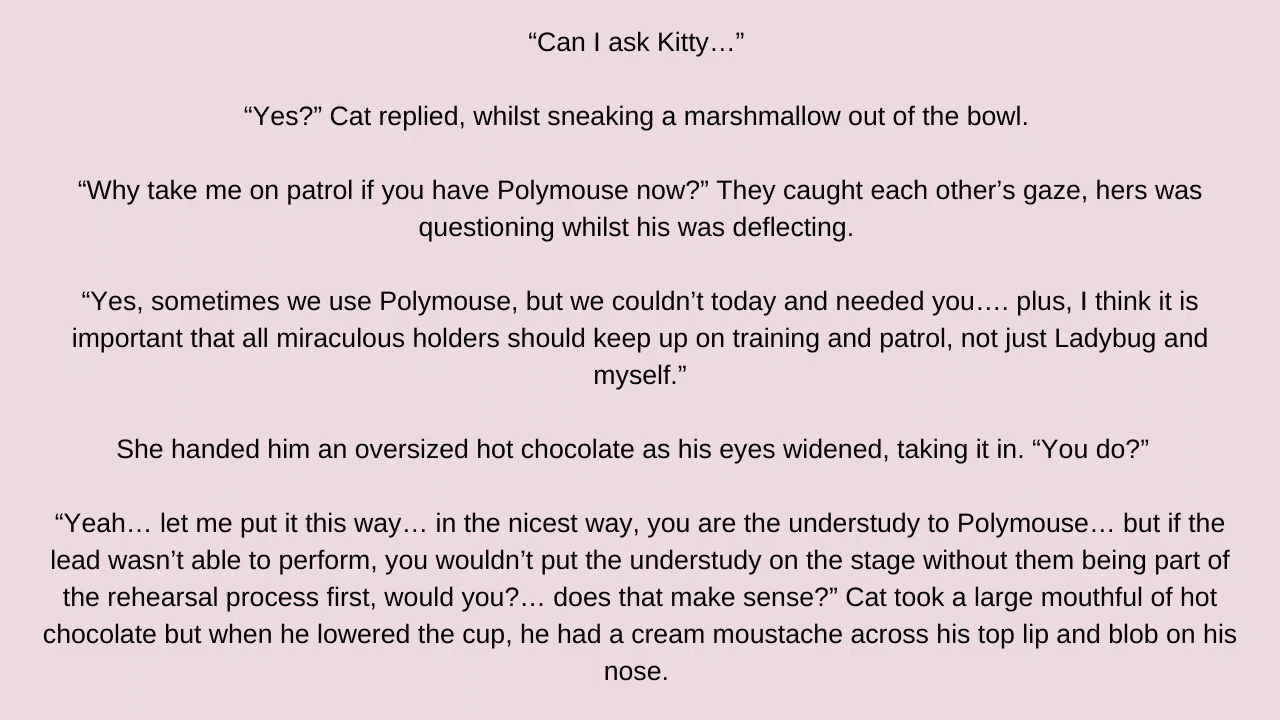 “Can I ask Kitty…”
“Yes?” Cat replied, whilst sneaking a marshmallow out of the bowl.
“Why take me on patrol if you have Polymouse now?” They caught each other’s gaze, hers was
questioning whilst his was deflecting.
“Yes, sometimes we use Polymouse, but we couldn’t today and needed you…. plus, I think it is
important that all miraculous holders should keep up on training and patrol, not just Ladybug and
myself.”
She handed him an oversized hot chocolate as his eyes widened, taking it in. “You do?”
“Yeah… let me put it this way… in the nicest way, you are the understudy to Polymouse… but if the
lead wasn’t able to perform, you wouldn’t put the understudy on the stage without them being part of
the rehearsal process first, would you?… does that make sense?” Cat took a large mouthful of hot
chocolate but when he lowered the cup, he had a cream moustache across his top lip and blob on his
nose.